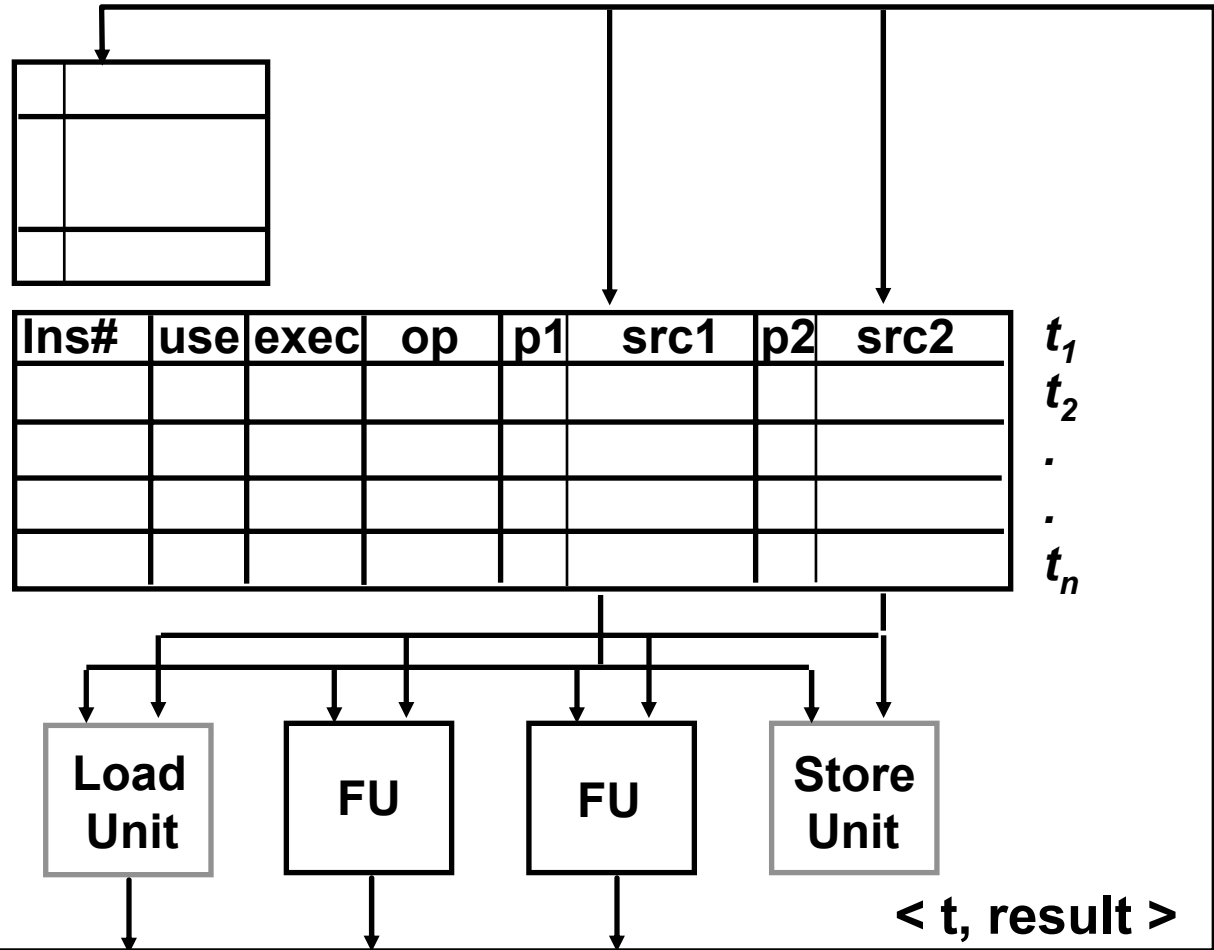 Ins# use exec op p1 src1 p2 src2 t1
t2
.
.
tn
Load Unit
FU
FU
Store Unit
< t, result >